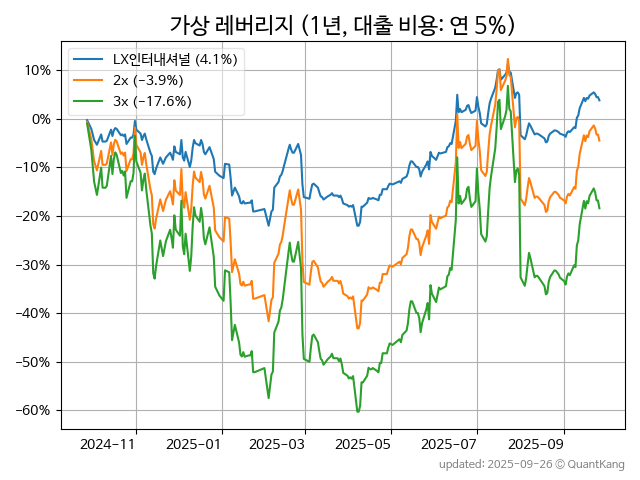 가상 레버리지 (1년, 대출 비용: 연 5%)
LX인터내셔널 (4.1%)
2x (−3.9%)
3x (−17.6%)
10%
0%
−10%
−20%
−30%
−40%
−50%
−60%
2024-11
2025-01
2025-03
2025-05
2025-07
2025-09
updated: 2025-09-26 © QuantKang